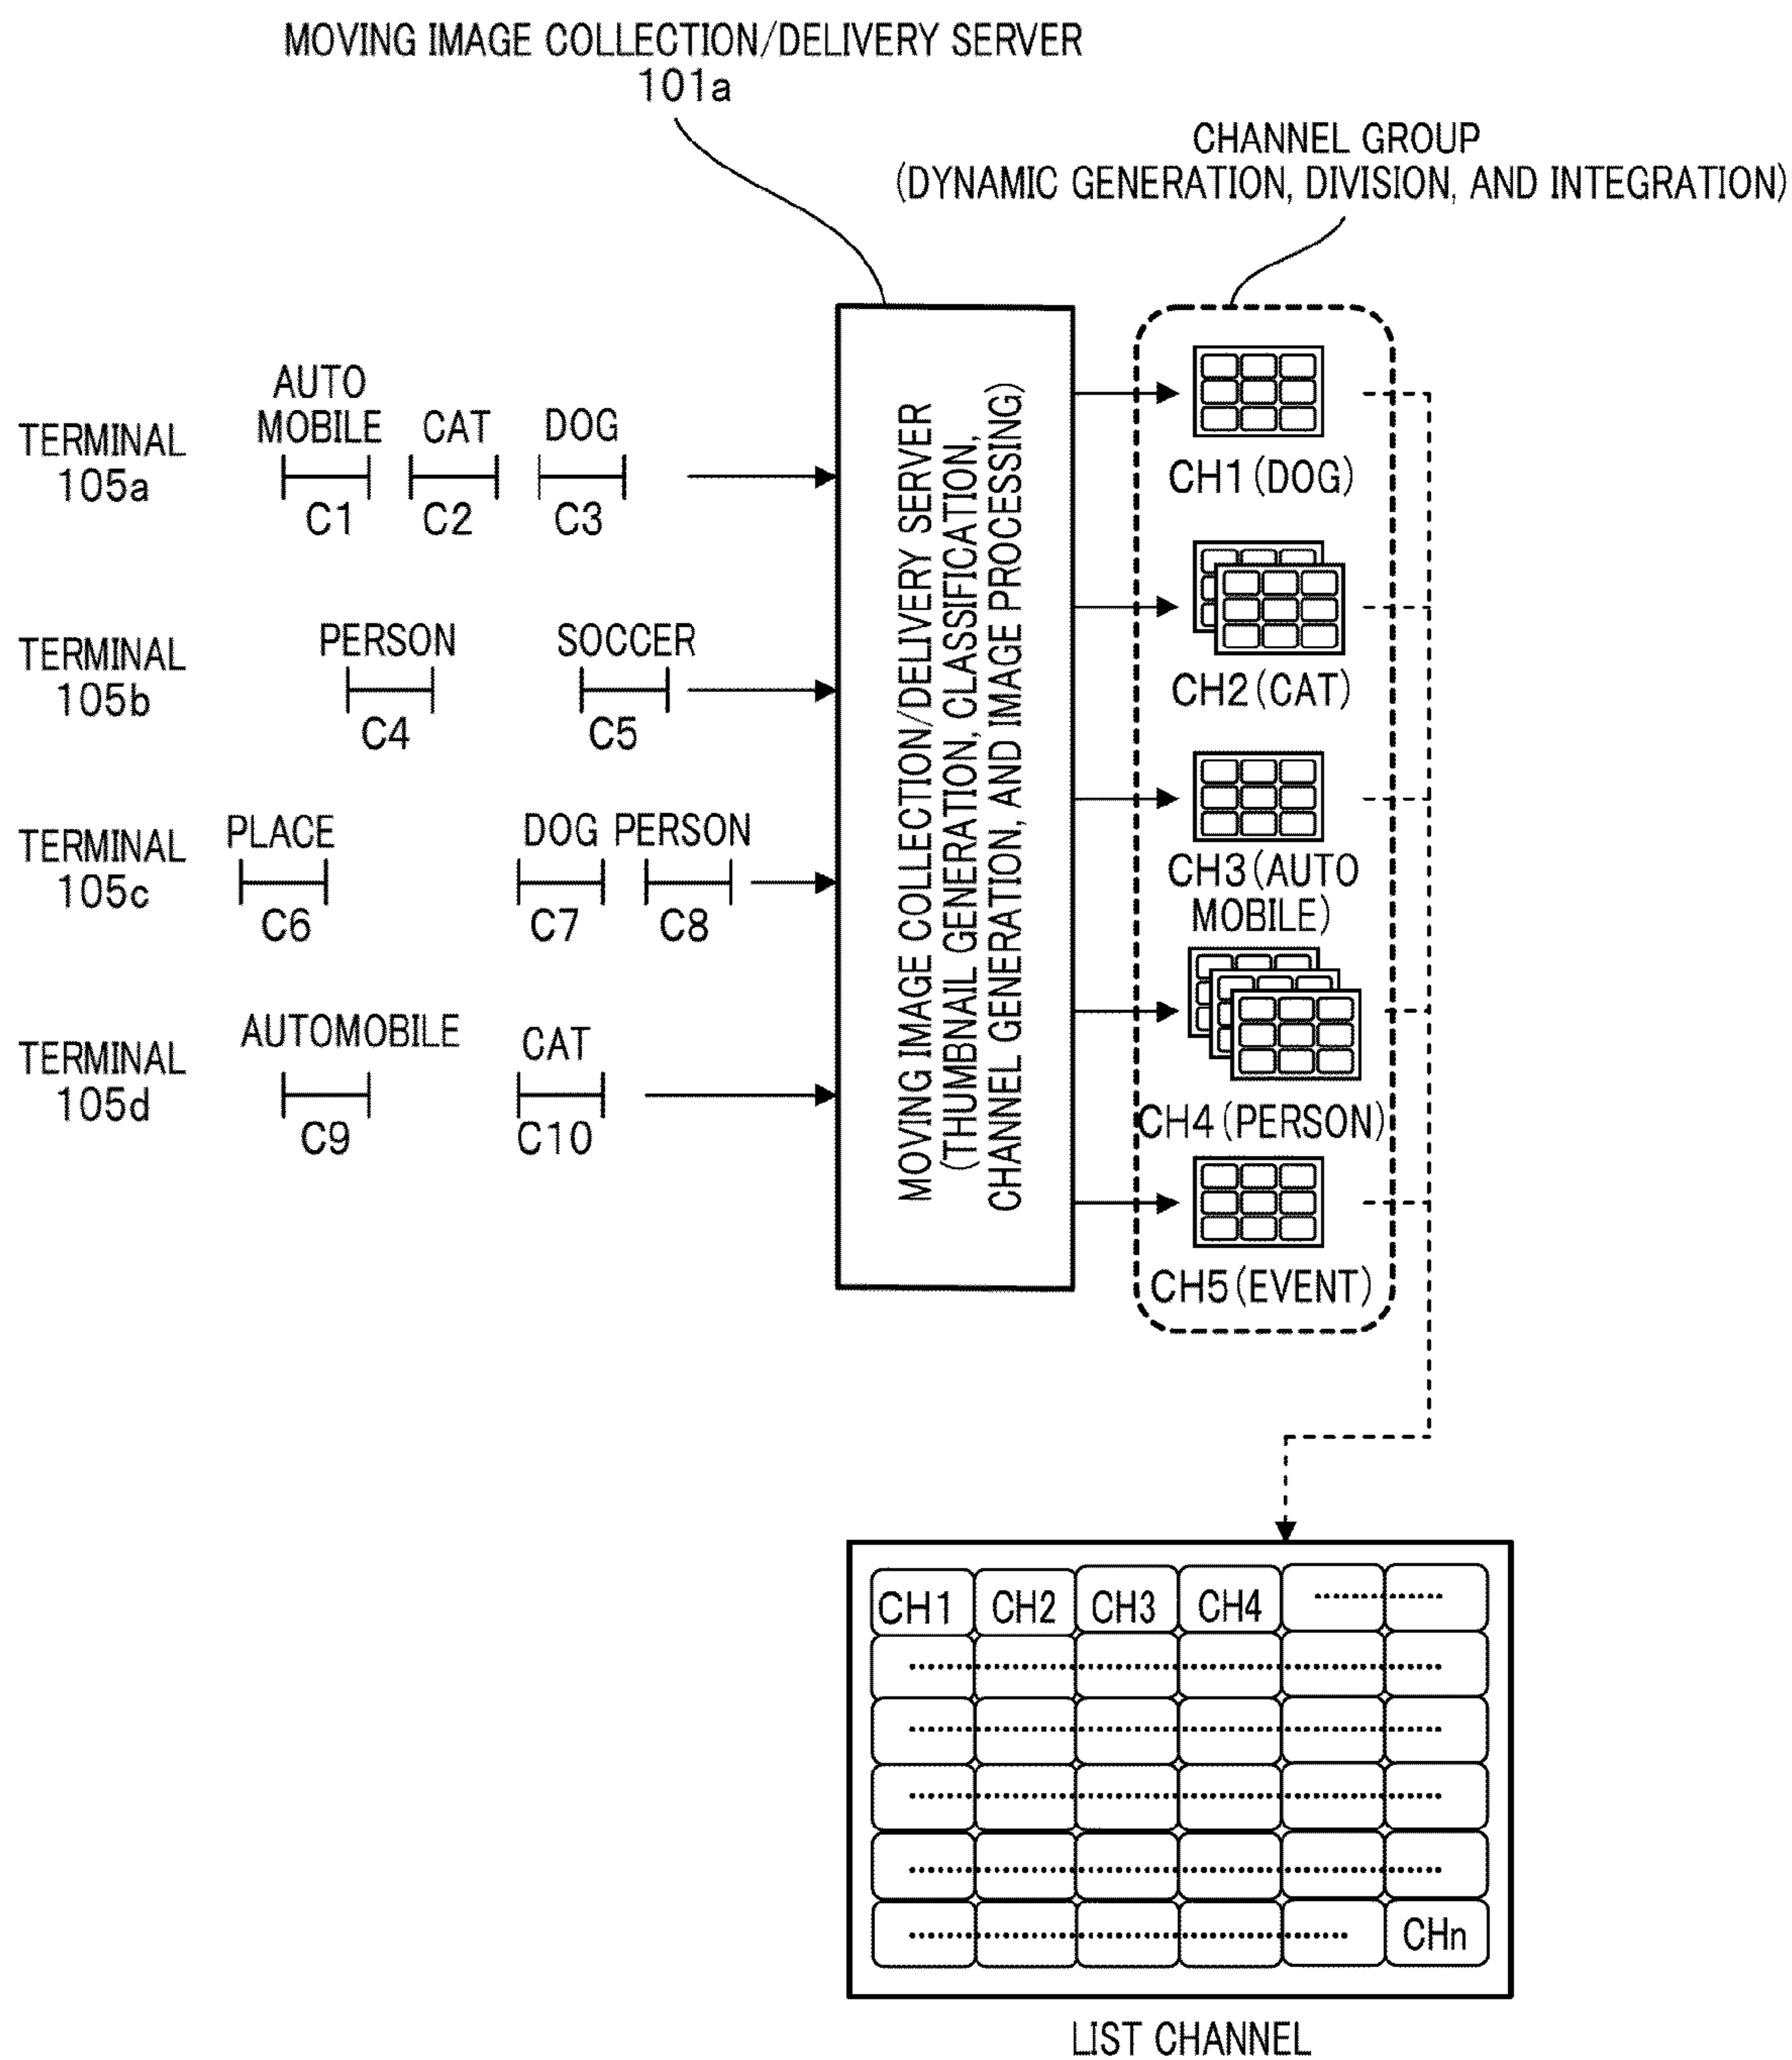 MOVING IMAGE COLLECTION/DELIVERY SERVER
101a
CHANNEL GROUP
(DYNAMIC GENERATION, DIVISION, AND INTEGRATION)
TERMINAL
105a
AUTO
MOBILE
C1
CAT
C2
DOG
C3
TERMINAL
105b
PERSON
C4
SOCCER
C5
TERMINAL
105c
PLACE
C6
DOG
C7
PERSON
C8
TERMINAL
105d
AUTOMOBILE
C9
CAT
C10
MOVING IMAGE COLLECTION/DELIVERY SERVER
(THUMBNAIL GENERATION, CLASSIFICATION,
CHANNEL GENERATION, AND IMAGE PROCESSING)
CH1(DOG)
CH2(CAT)
CH3(AUTO
MOBILE)
CH4(PERSON)
CH5(EVENT)
CH1 CH2 CH3 CH4
CHn
LIST CHANNEL